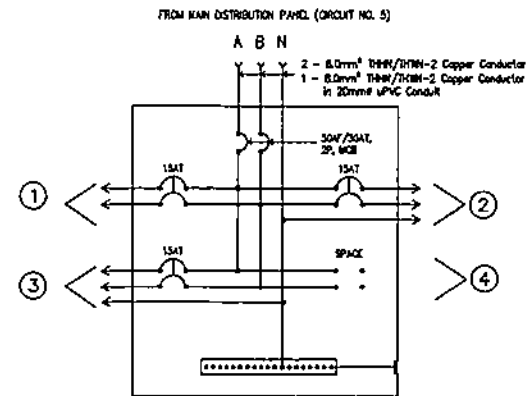 FROM MAIN DISTRIBUTION PANEL (CIRCUIT NO. 5)
A B N
2 - 8.0mm² THHN/THWN-2 Copper Conductor
1 - 8.0mm² THHN/THWN-2 Copper Conductor
in 20mmø uPVC Conduit
50AF/30AT,
2P, MCB
15AT 15AT
1 2
15AT SPACE
3 4